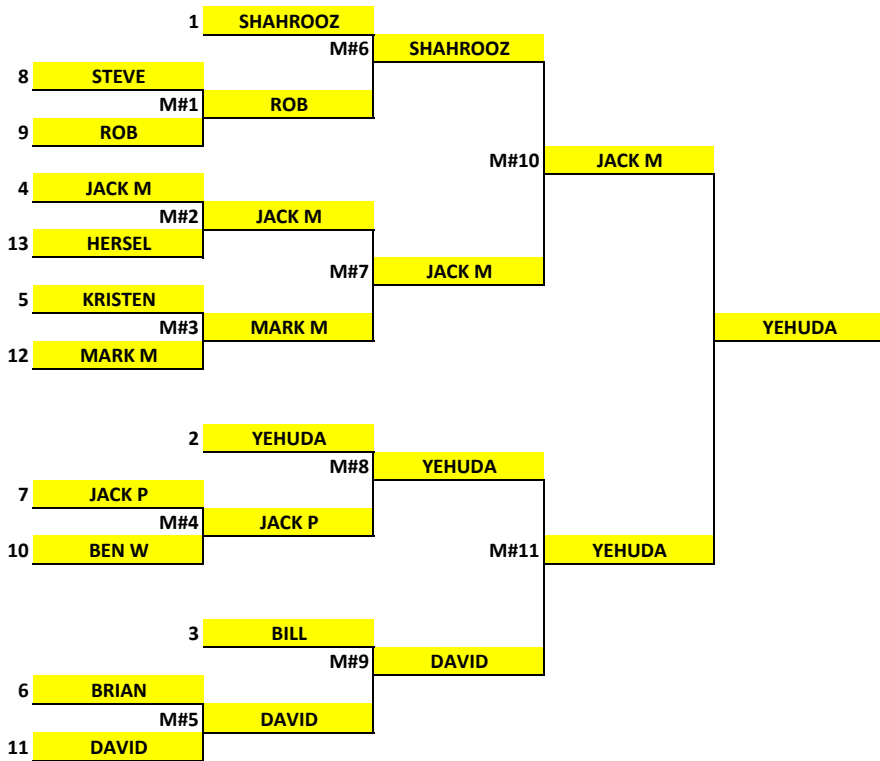 1 SHAHROOZ
M#6 SHAHROOZ
8 STEVE
M#1 ROB
9 ROB
M#10 JACK M
4 JACK M
M#2 JACK M
13 HERSEL
M#7 JACK M
5 KRISTEN
M#3 MARK M YEHUDA
12 MARK M
2 YEHUDA
M#8 YEHUDA
7 JACK P
M#4 JACK P
10 BEN W M#11 YEHUDA
3 BILL
M#9 DAVID
6 BRIAN
M#5 DAVID
11 DAVID